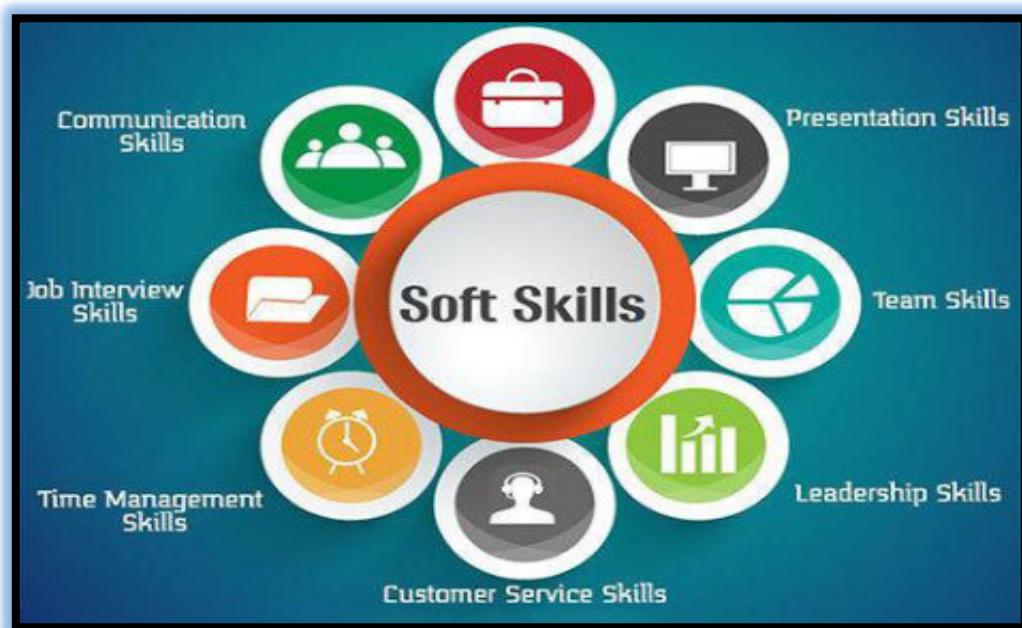 Communication
Skills
Presentation Skills
Job Interview
Skills
Soft Skills
Team Skills
Time Management
Skills
Leadership Skills
Customer Service Skills